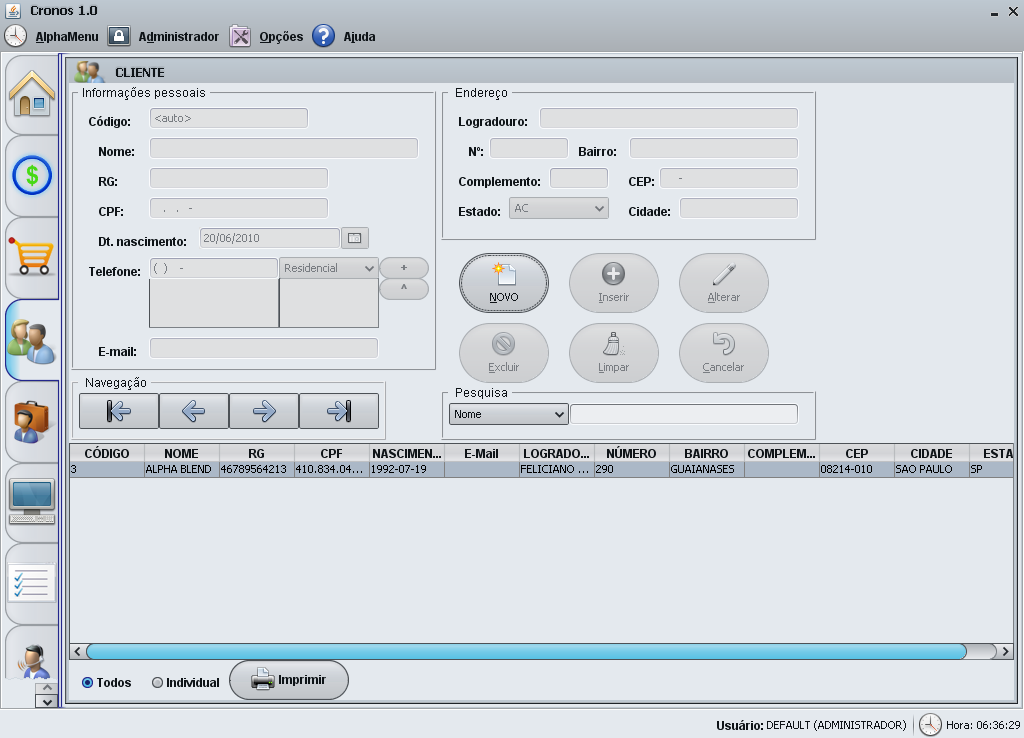 Cronos 1.0
AlphaMenu Administrador Opções Ajuda
CLIENTE
Informações pessoais
Código: <auto>
Nome:
RG:
CPF: . . -
Dt. nascimento: 20/06/2010
Telefone: ( ) - Residencial +
^
E-mail:
Endereço
Logradouro:
Nº: Bairro:
Complemento: CEP: -
Estado: AC Cidade:
NOVO Inserir Alterar
Excluir Limpar Cancelar
Navegação
Pesquisa
Nome
CÓDIGO NOME RG CPF NASCIMEN... E-Mail LOGRADO... NÚMERO BAIRRO COMPLEM... CEP CIDADE ESTA
3 ALPHA BLEND 46789564213 410.834.04... 1992-07-19 FELICIANO ... 290 GUAIANASES 08214-010 SAO PAULO SP
Todos Individual Imprimir
Usuário: DEFAULT (ADMINISTRADOR) Hora: 06:36:29